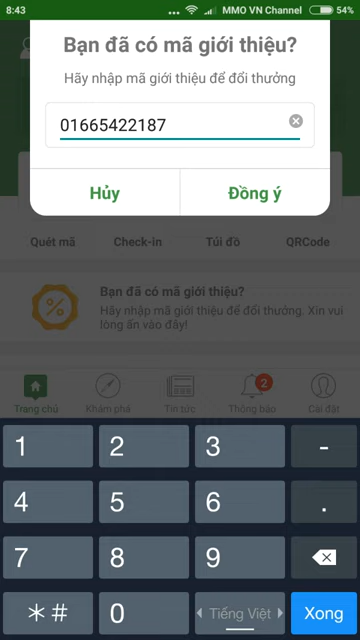 8:43 ... MMO VN Channel 54%
Bạn đã có mã giới thiệu?
Hãy nhập mã giới thiệu để đổi thưởng
01665422187
Hủy Đồng ý
Quét mã Check-in Túi đồ QRCode
Bạn đã có mã giới thiệu?
Hãy nhập mã giới thiệu để đổi thưởng. Xin vui
lòng ấn vào đây!
2
Trang chủ Khám phá Tin tức Thông báo Cài đặt
1 2 3 -
4 5 6 .
7 8 9
*# 0 Tiếng Việt Xong